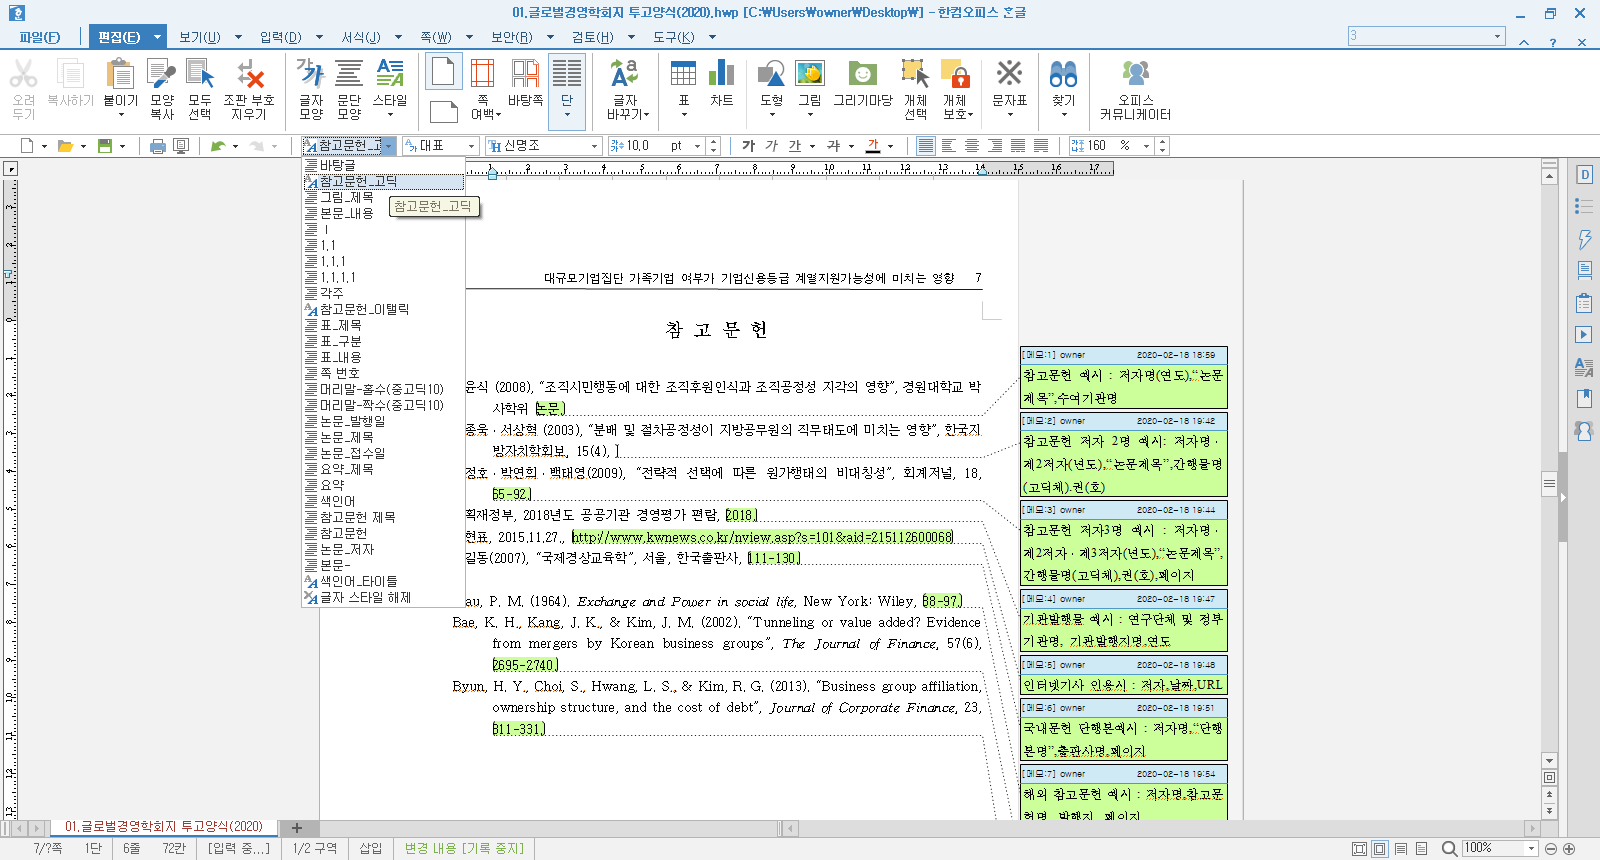 01.글로벌경영학회지 투고양식(2020).hwp [C:₩Users₩owner₩Desktop₩] - 한컴오피스 한글
파일(F) 편집(E) 보기(U) 입력(D) 서식(J) 쪽(W) 보안(R) 검토(H) 도구(K) 3
오려 두기
복사하기
붙이기
모양 복사
모두 선택
조판 부호 지우기
글자 모양
문단 모양
스타일
쪽 여백
바탕쪽
단
글자 바꾸기
표
차트
도형
그림
그리기마당
개체 선택
개체 보호
문자표
찾기
오피스 커뮤니케이터
참고문헌_고 대표 신명조 10.0 pt 가 가 가 가 가 160 %
1 2 3 4 5 6 7 8 9 10 11 12 13 14 15 16 17
바탕글
참고문헌_고딕
그림_제목
참고문헌_고딕
본문_내용
I
1.1
1.1.1
1.1.1.1
각주
참고문헌_이탤릭
표_제목
표_구분
표_내용
쪽 번호
머리말-홀수(중고딕10)
머리말-짝수(중고딕10)
논문_발행일
논문_제목
논문_접수일
요약_제목
요약
색인어
참고문헌 제목
참고문헌
논문_저자
본문-
색인어_타이틀
글자 스타일 해제
대규모기업집단 가족기업 여부가 기업신용등급 계열지원가능성에 미치는 영향 7
참 고 문 헌
윤식 (2008), “조직시민행동에 대한 조직후원인식과 조직공정성 지각의 영향”, 경원대학교 박
사학위 논문.
종욱·서상혁 (2003), “분배 및 절차공정성이 지방공무원의 직무태도에 미치는 영향”, 한국지
방자치학회보, 15(4),
정호·박연희·백태영(2009), “전략적 선택에 따른 원가행태의 비대칭성”, 회계저널, 18,
65-92.
획재정부, 2018년도 공공기관 경영평가 편람, 2018.
현표, 2015.11.27., http://www.kwnews.co.kr/nview.asp?s=101&aid=215112600068
길동(2007), “국제경상교육학”, 서울, 한국출판사, 111-130.
au, P. M. (1964). Exchange and Power in social life, New York: Wiley, 88-97.
Bae, K. H., Kang, J. K., & Kim, J. M. (2002). “Tunneling or value added? Evidence
from mergers by Korean business groups”, The Journal of Finance, 57(6),
2695-2740.
Byun, H. Y., Choi, S., Hwang, L. S., & Kim, R. G. (2013). “Business group affiliation,
ownership structure, and the cost of debt”, Journal of Corporate Finance, 23,
311-331.
[메모:1] owner 2020-02-18 18:59
참고문헌 예시 : 저자명(연도),“논문
제목”,수여기관명
[메모:2] owner 2020-02-18 19:42
참고문헌 저자 2명 예시: 저자명·
제2저자(년도),“논문제목”,간행물명
(고딕체).권(호)
[메모:3] owner 2020-02-18 19:44
참고문헌 저자3명 예시 : 저자명·
제2저자·제3저자(년도),“논문제목”,
간행물명(고딕체),권(호),페이지
[메모:4] owner 2020-02-18 19:47
기관발행물 예시 : 연구단체 및 정부
기관명, 기관발행지명,연도
[메모:5] owner 2020-02-18 19:48
인터넷기사 인용시 : 저자,날짜,URL
[메모:6] owner 2020-02-18 19:51
국내문헌 단행본예시 : 저자명,“단행
본명”,출판사명,페이지
[메모:7] owner 2020-02-18 19:54
해외 참고문헌 예시 : 저자명,참고문
헌명, 발행지, 페이지
01.글로벌경영학회지 투고양식(2020)
7/?쪽 1단 6줄 72칸 [입력 중...] 1/2 구역 삽입 변경 내용 [기록 중지] 100%